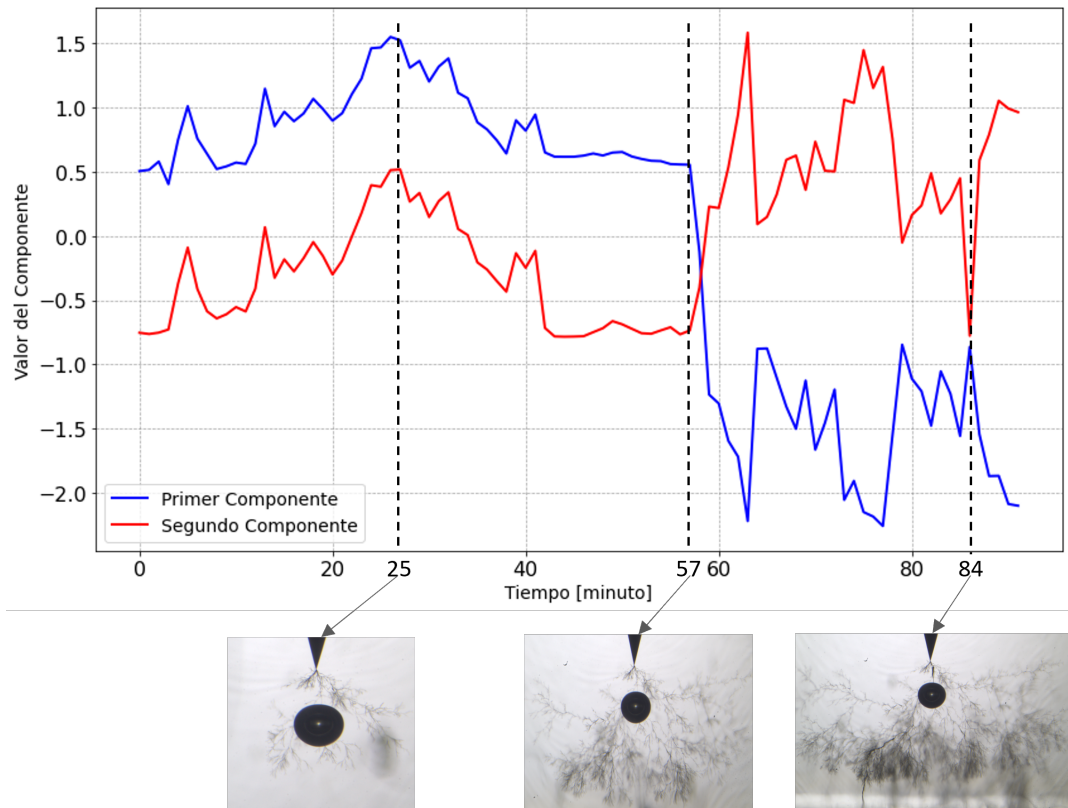 1.5
1.0
0.5
0.0
−0.5
−1.0
−1.5
−2.0
Valor del Componente
Primer Componente
Segundo Componente
0 20 25 40 57 60 80 84
Tiempo [minuto]